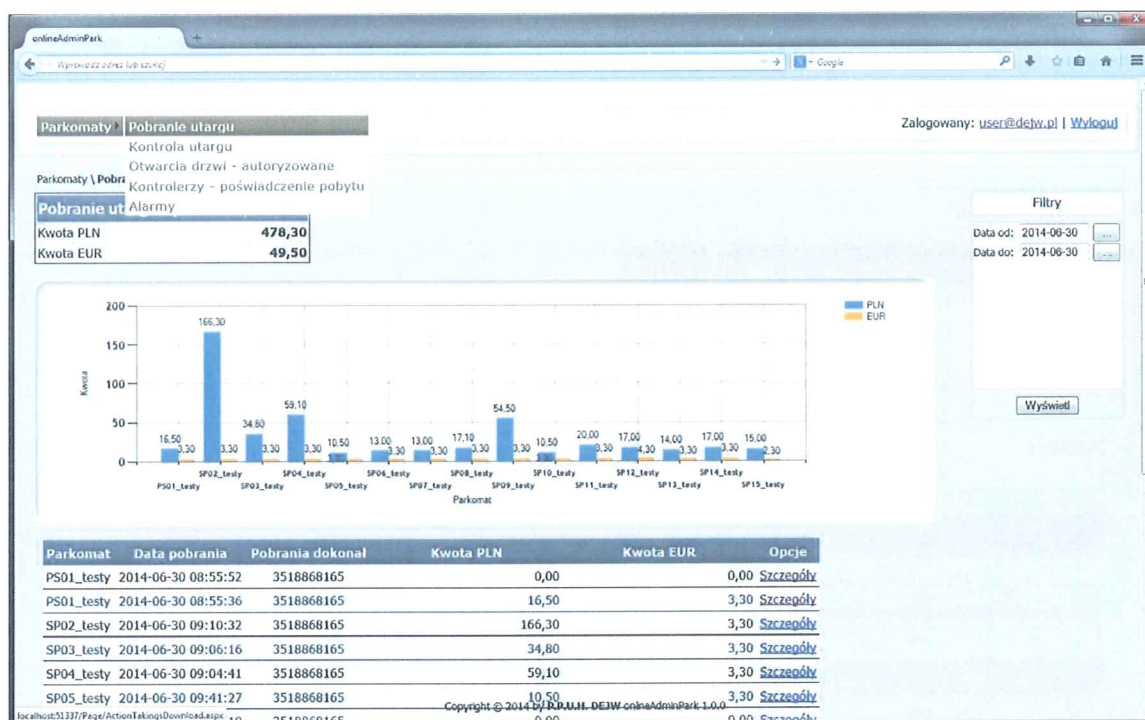 onlineAdminPark
Wprowadź adres lub szukaj
Google
Parkomaty
Pobranie utargu
Kontrola utargu
Otwarcia drzwi - autoryzowane
Kontrolerzy - poświadczenie pobytu
Alarmy
Zalogowany: user@dejw.pl | Wyloguj
Parkomaty \ Pobra
Pobranie ut
Kwota PLN 478,30
Kwota EUR 49,50
Filtry
Data od: 2014-06-30 ...
Data do: 2014-06-30 ...
Wyświetl
PLN
EUR
Kwota
200
150
100
50
0
16,50 3,30 166,30 3,30 34,80 3,30 59,10 3,30 10,50 3,30 13,00 3,30 13,00 3,30 17,10 3,30 54,50 3,30 10,50 3,30 20,00 3,30 17,00 4,30 14,00 3,30 17,00 3,30 15,00 2,30
SP02_testy SP04_testy SP06_testy SP08_testy SP10_testy SP12_testy SP14_testy
PS01_testy SP03_testy SP05_testy SP07_testy SP09_testy SP11_testy SP13_testy SP15_testy
Parkomat
Parkomat Data pobrania Pobrania dokonał Kwota PLN Kwota EUR Opcje
PS01_testy 2014-06-30 08:55:52 3518868165 0,00 0,00 Szczegóły
PS01_testy 2014-06-30 08:55:36 3518868165 16,50 3,30 Szczegóły
SP02_testy 2014-06-30 09:10:32 3518868165 166,30 3,30 Szczegóły
SP03_testy 2014-06-30 09:06:16 3518868165 34,80 3,30 Szczegóły
SP04_testy 2014-06-30 09:04:41 3518868165 59,10 3,30 Szczegóły
SP05_testy 2014-06-30 09:41:27 3518868165 10,50 3,30 Szczegóły
Copyright © 2014 by P.P.U.H. DEJW onlineAdminPark 1.0.0
localhost:51337/Page/ActionTakingsDownload.aspx 3518868165 0,00 0,00 Szczegóły